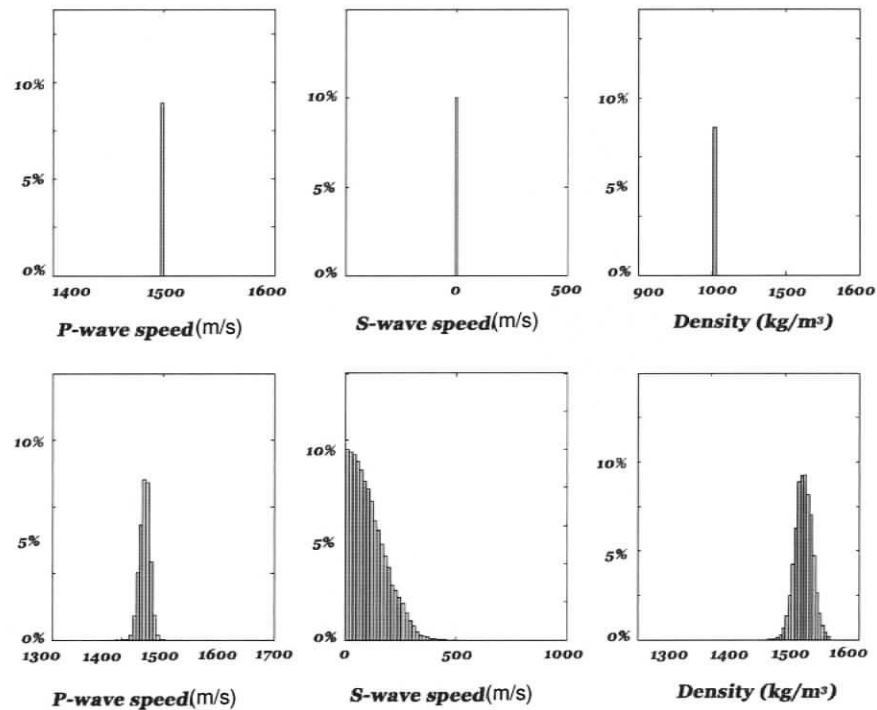 10%
5%
0%
1400 1500 1600
P-wave speed(m/s)
10%
5%
0%
0 500
S-wave speed(m/s)
10%
5%
0%
900 1000 1500 1600
Density (kg/m³)
10%
5%
0%
1300 1400 1500 1600 1700
P-wave speed(m/s)
10%
5%
0%
0 500 1000
S-wave speed(m/s)
10%
5%
0%
1300 1400 1500 1600
Density (kg/m³)